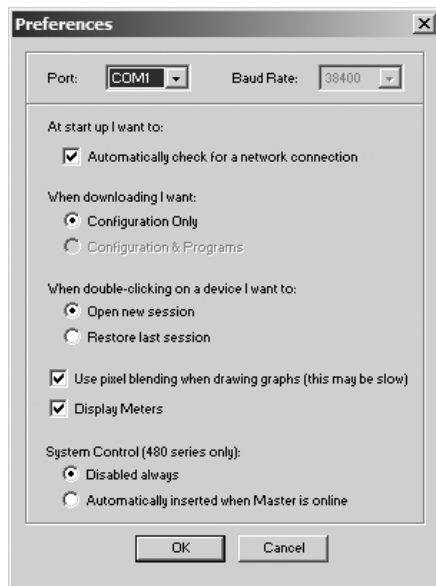 Preferences
Port: COM1 Baud Rate: 38400
At start up I want to:
Automatically check for a network connection
When downloading I want:
Configuration Only
Configuration & Programs
When double-clicking on a device I want to:
Open new session
Restore last session
Use pixel blending when drawing graphs (this may be slow)
Display Meters
System Control (480 series only):
Disabled always
Automatically inserted when Master is online
OK Cancel